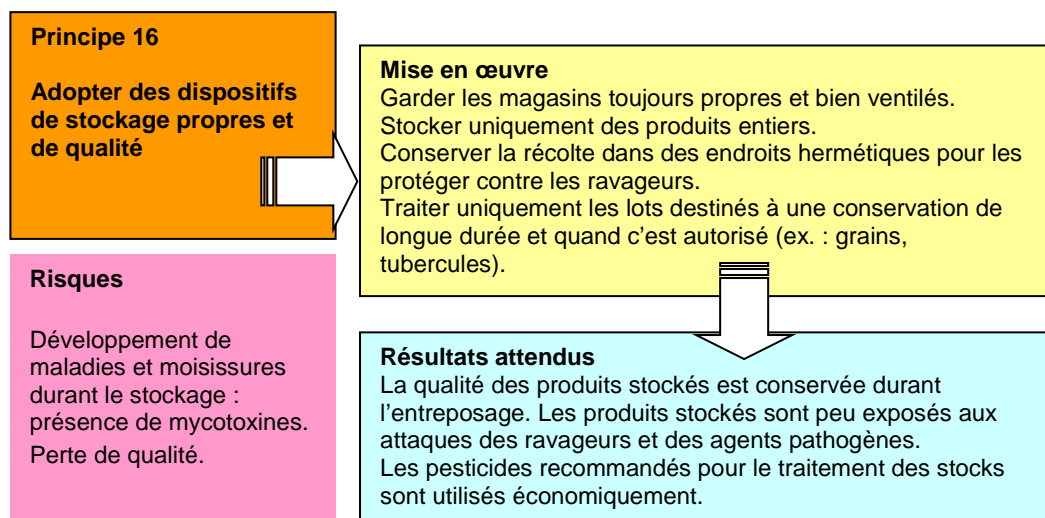 Principe 16
Adopter des dispositifs
de stockage propres et
de qualité
Mise en œuvre
Garder les magasins toujours propres et bien ventilés.
Stocker uniquement des produits entiers.
Conserver la récolte dans des endroits hermétiques pour les
protéger contre les ravageurs.
Traiter uniquement les lots destinés à une conservation de
longue durée et quand c’est autorisé (ex. : grains,
tubercules).
Risques
Développement de
maladies et moisissures
durant le stockage :
présence de mycotoxines.
Perte de qualité.
Résultats attendus
La qualité des produits stockés est conservée durant
l’entreposage. Les produits stockés sont peu exposés aux
attaques des ravageurs et des agents pathogènes.
Les pesticides recommandés pour le traitement des stocks
sont utilisés économiquement.